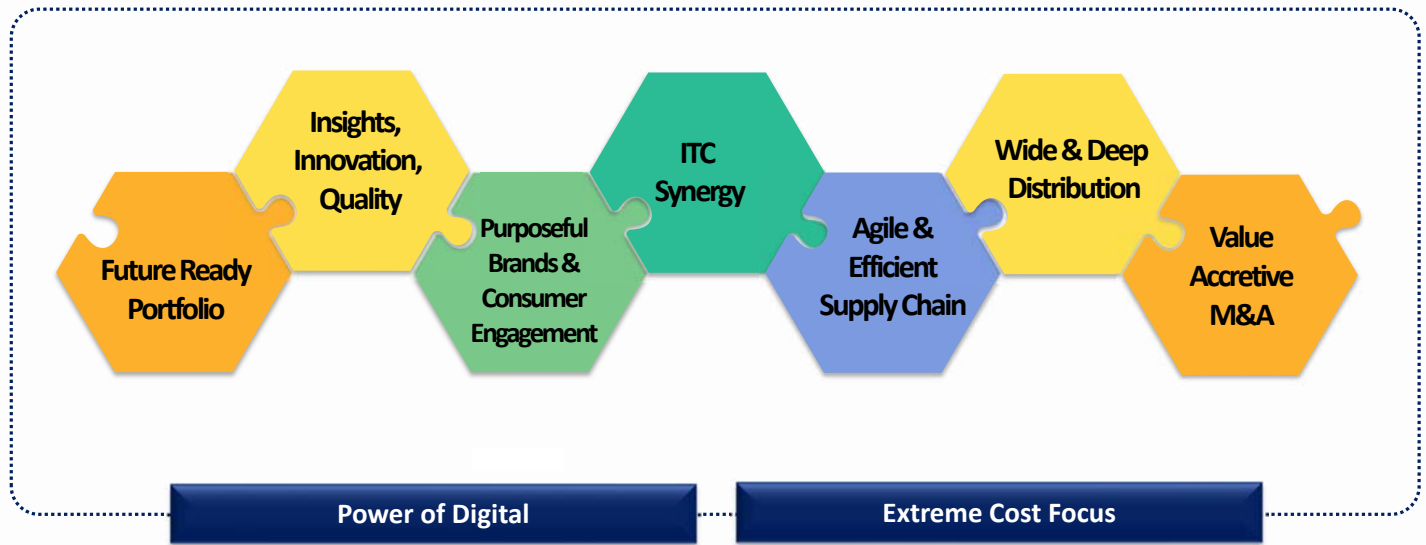 Future Ready
Portfolio
Insights,
Innovation,
Quality
Purposeful
Brands &
Consumer
Engagement
ITC
Synergy
Agile &
Efficient
Supply Chain
Wide & Deep
Distribution
Value
Accretive
M&A
Power of Digital
Extreme Cost Focus